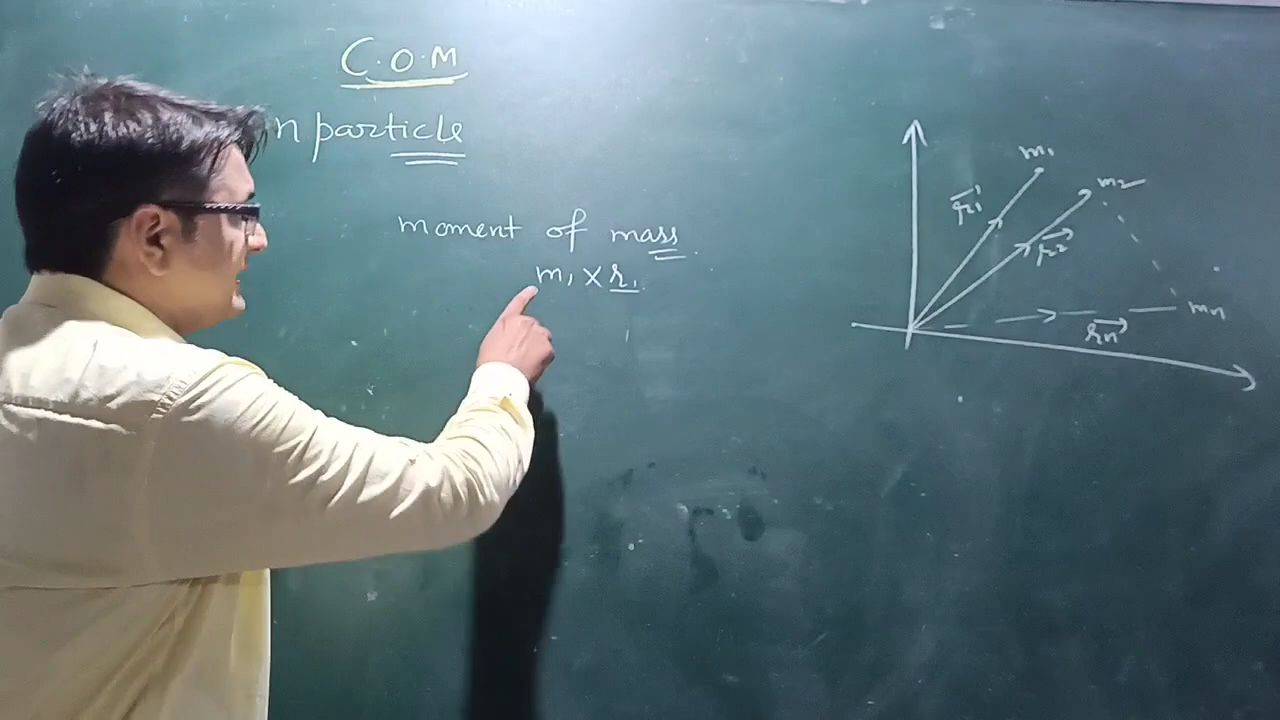 C.O.M
n particle
moment of mass
m₁ × r₁
m₁
m₂
r₁
r₂
mₙ
rₙ